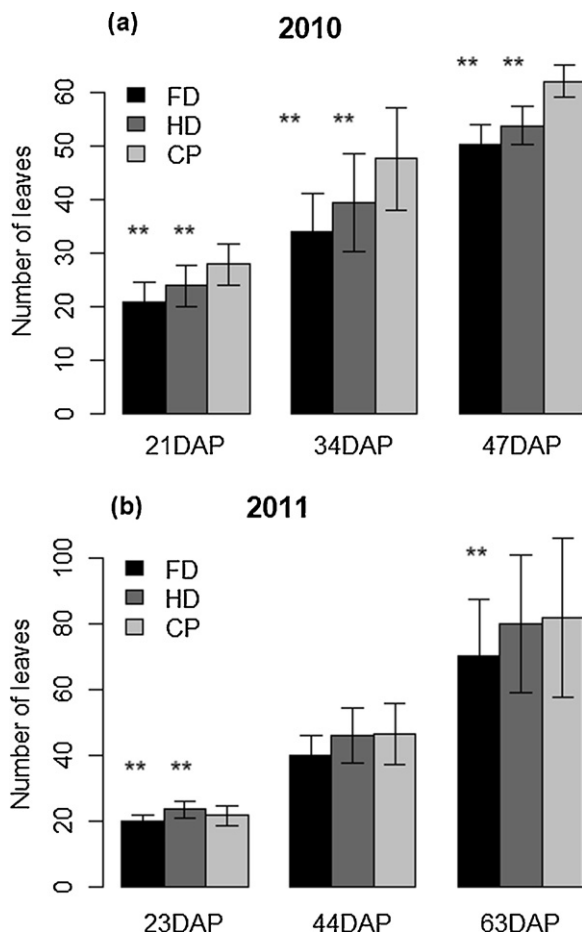 (a) 2010
FD
HD
CP
Number of leaves
0 10 20 30 40 50 60
** ** ** ** ** **
21DAP 34DAP 47DAP
(b) 2011
FD
HD
CP
Number of leaves
0 20 40 60 80 100
** ** **
23DAP 44DAP 63DAP